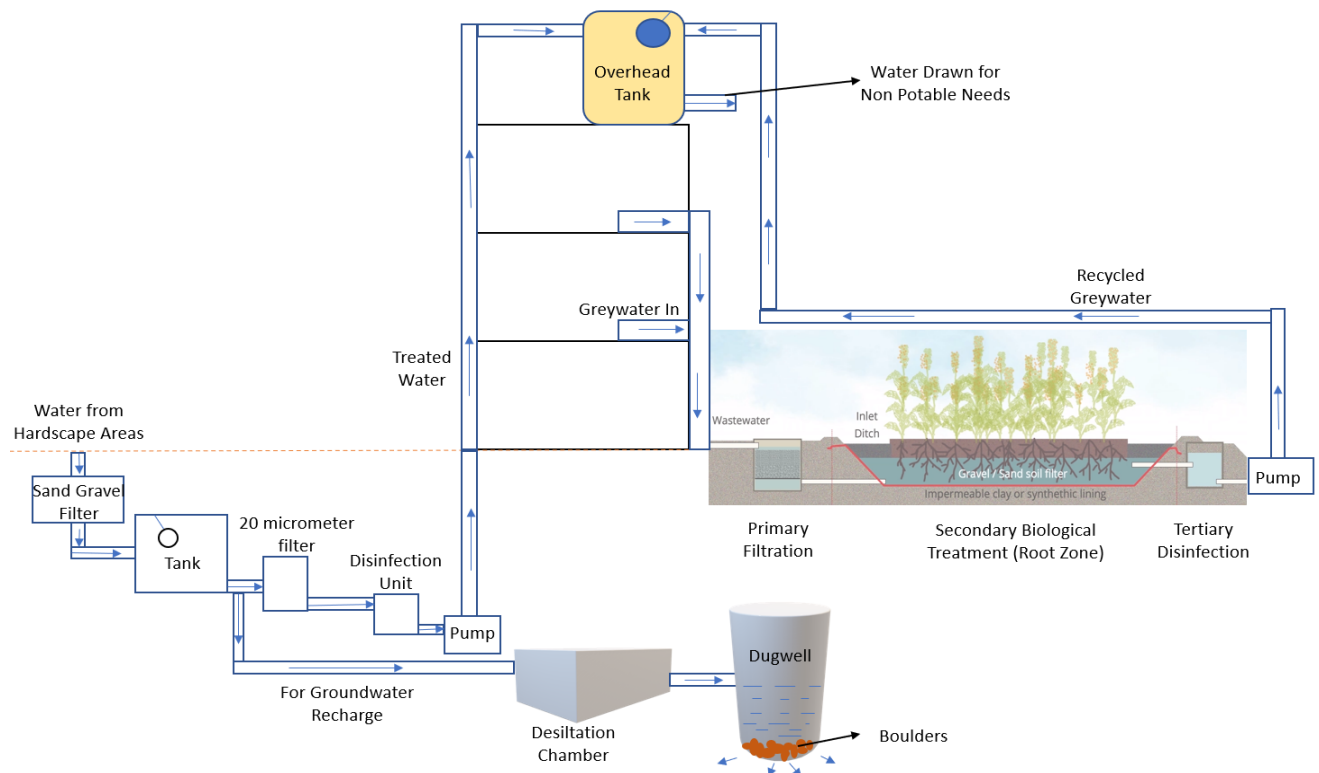 Overhead
Tank
Water Drawn for
Non Potable Needs
Greywater In
Recycled
Greywater
Treated
Water
Water from
Hardscape Areas
Sand Gravel
Filter
Tank
20 micrometer
filter
Disinfection
Unit
Pump
Wastewater
Inlet
Ditch
Gravel / Sand soil filter
Impermeable clay or synthethic lining
Pump
Primary
Filtration
Secondary Biological
Treatment (Root Zone)
Tertiary
Disinfection
For Groundwater
Recharge
Desiltation
Chamber
Dugwell
Boulders